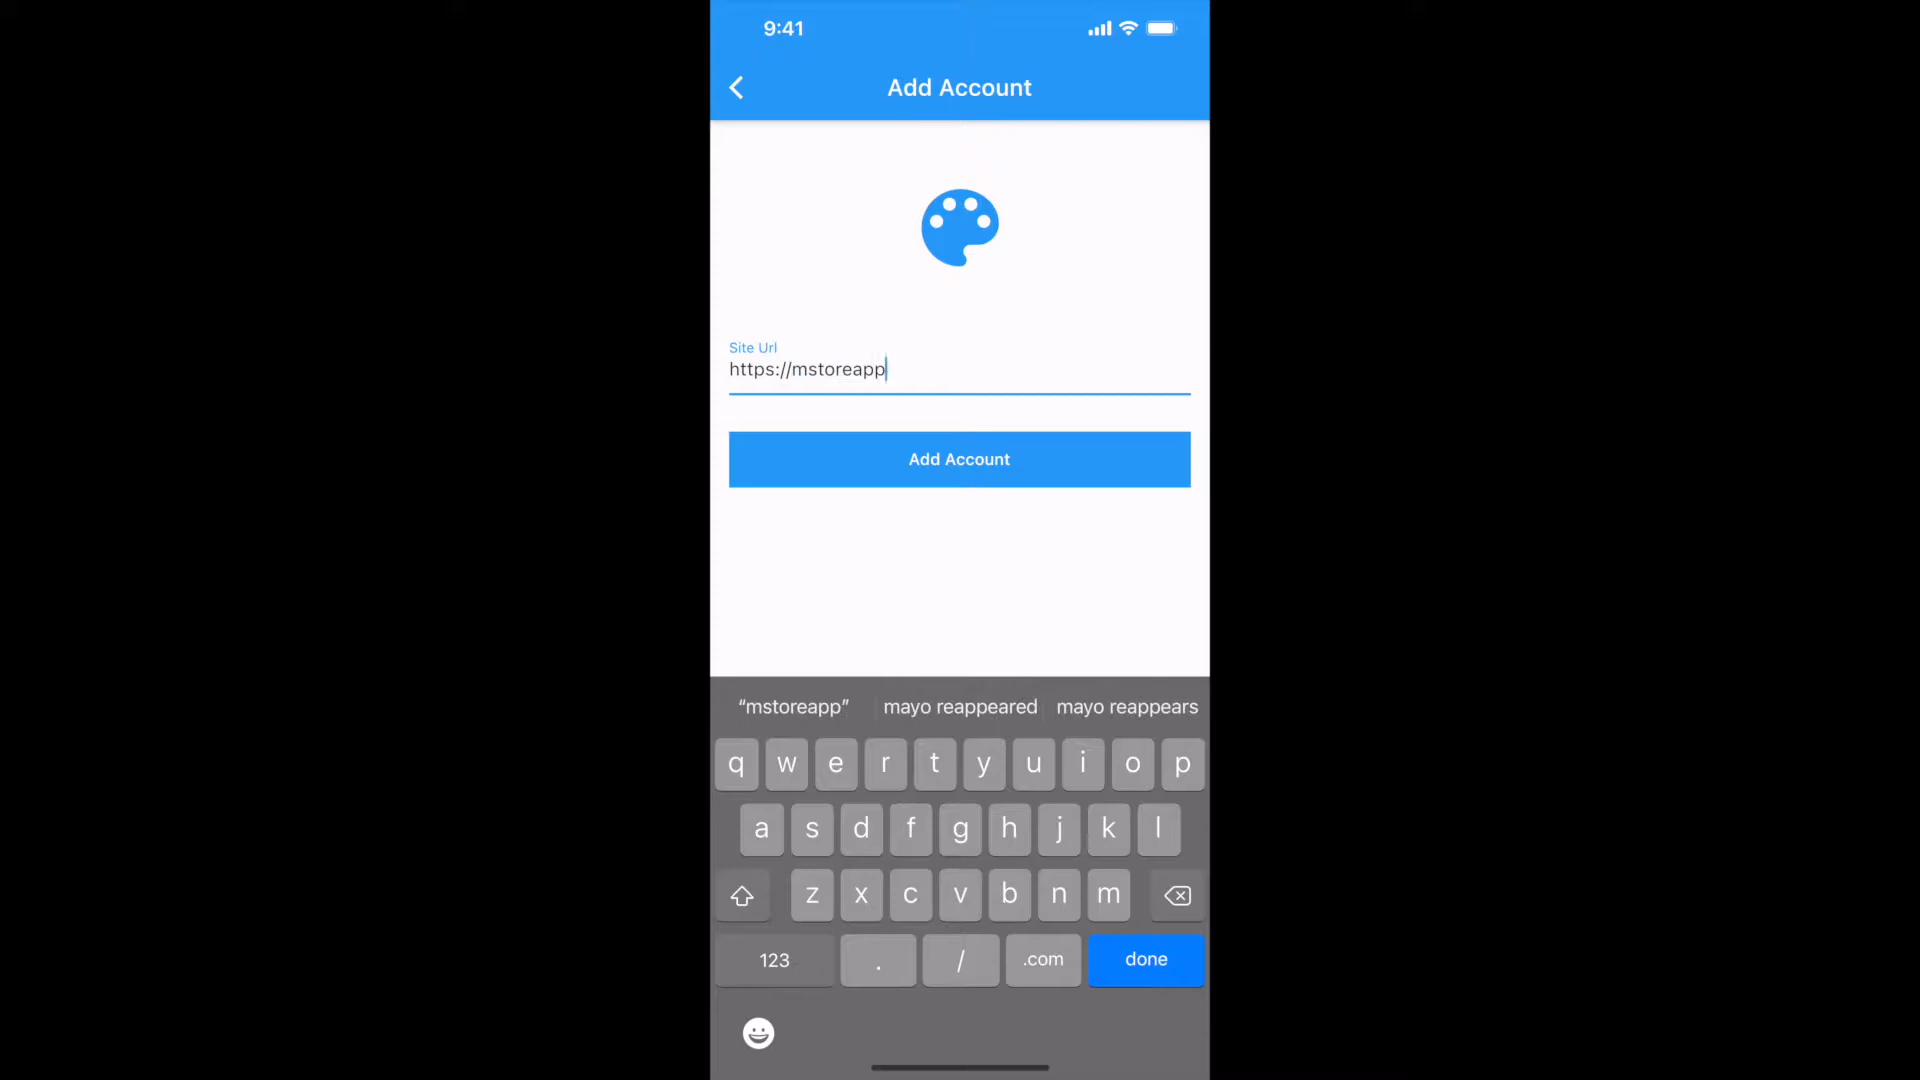 9:41
Add Account
Site Url
https://mstoreapp
Add Account
“mstoreapp” mayo reappeared mayo reappears
q w e r t y u i o p
a s d f g h j k l
z x c v b n m
123 . / .com done